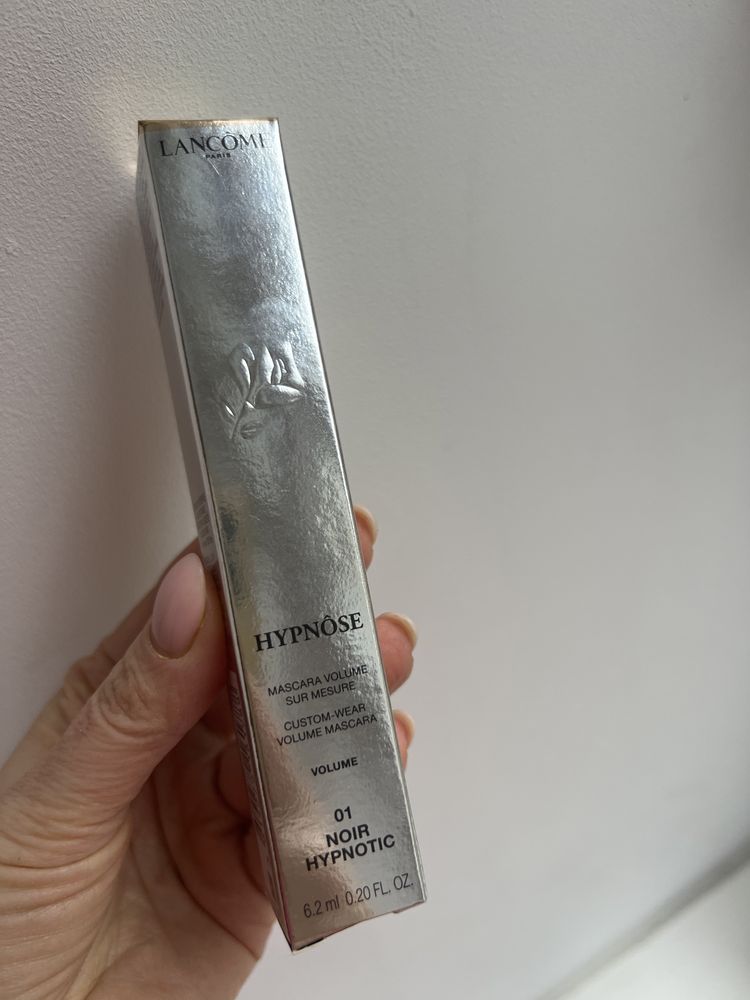 LANCÔME
PARIS
HYPNÔSE
MASCARA VOLUME
SUR MESURE
CUSTOM-WEAR
VOLUME MASCARA
VOLUME
01
NOIR
HYPNOTIC
6.2 ml 0.20 FL. OZ.